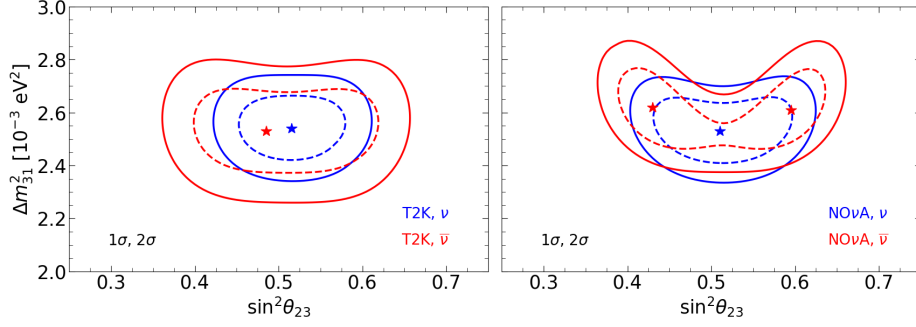 3.0
2.8
2.6
2.4
2.2
2.0
Δm²₃₁ [10⁻³ eV²]
T2K, ν
T2K, ν̅
1σ, 2σ
0.3 0.4 0.5 0.6 0.7
sin²θ₂₃
NOνA, ν
NOνA, ν̅
1σ, 2σ
0.3 0.4 0.5 0.6 0.7
sin²θ₂₃